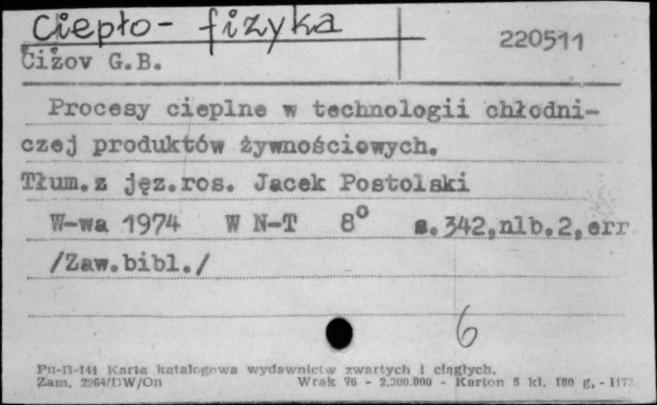 Ciepło - fizyka
220511
Čižov G.B.
Procesy cieplne w technologii chłodni-
czej produktów żywnościowych.
Tłum.z jęz.ros. Jacek Postolski
W-wa 1974 W N-T 8° s.342,nlb.2,err
/Zaw.bibl./
6
Pu-B-141 Karta katalogowa wydawnictw zwartych i ciągłych.
Zam. 2264/DW/On Wrak 76 - 2.300.000 - Karton 5 kl. 180 g. - 1173